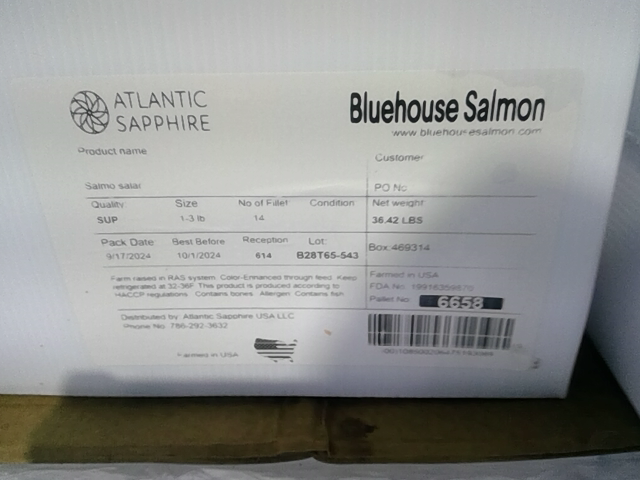 ATLANTIC
SAPPHIRE
Bluehouse Salmon
www bluehousesalmon com
Product name
Customer
Salmo salar
PO No
Quality Size No of Fillet Condition Net weight
SUP 1-3 lb 14 36.42 LBS
Pack Date Best Before Reception Lot: Box: 469314
9/17/2024 10/1/2024 614 B28T65-543
Farm raised in RAS system. Color-Enhanced through feed. Keep
refrigerated at 32-36F. This product is produced according to
HACCP regulations. Contains bones. Allergen: Contains fish
Farmed in USA
FDA No. 19916359870
Pallet No: 6658
Distributed by: Atlantic Sapphire USA LLC
Phone No. 786-292-3632
Farmed in USA